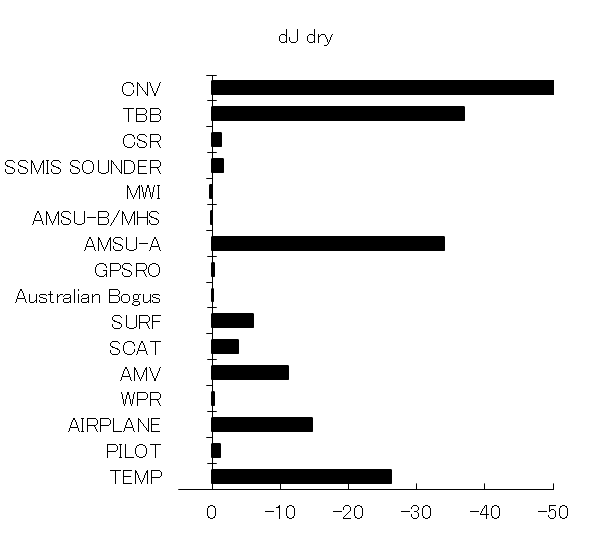 dJ dry
CNV
TBB
CSR
SSMIS SOUNDER
MWI
AMSU-B/MHS
AMSU-A
GPSRO
Australian Bogus
SURF
SCAT
AMV
WPR
AIRPLANE
PILOT
TEMP
0 -10 -20 -30 -40 -50